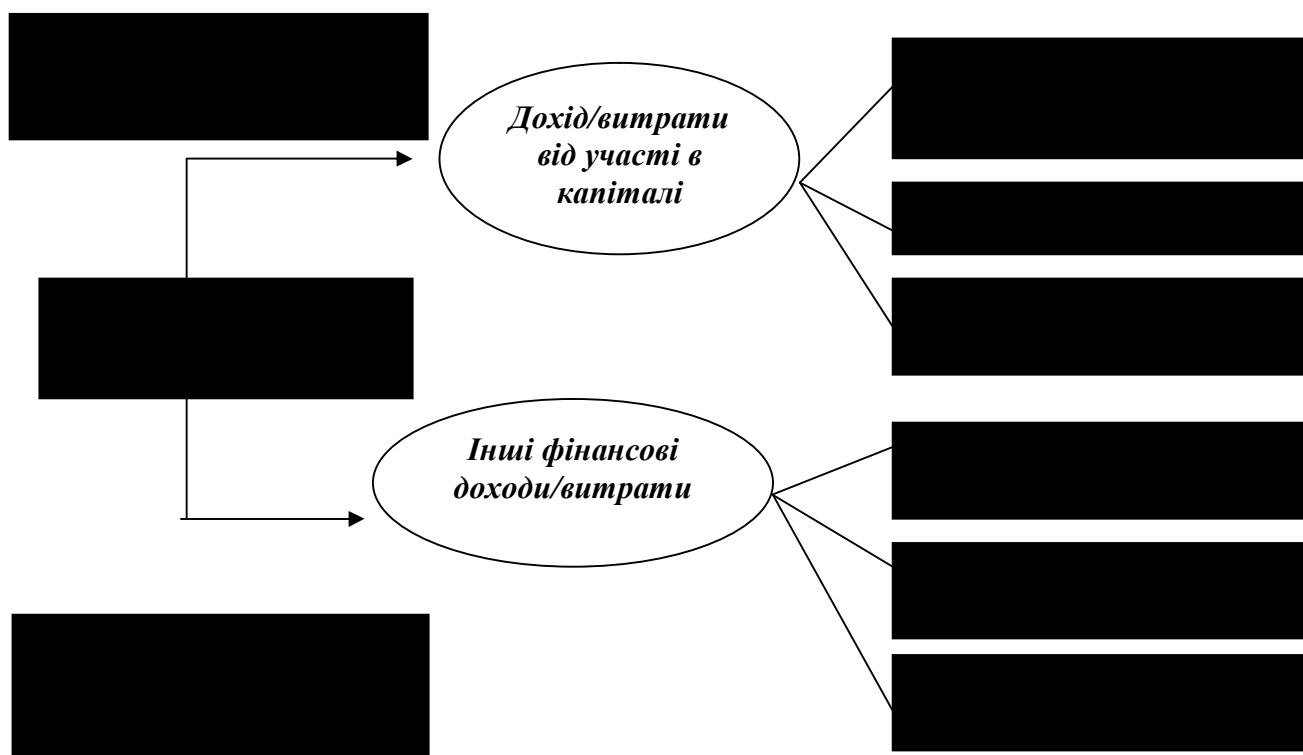 Дохід/витрати
від участі в
капіталі
Інші фінансові
доходи/витрати